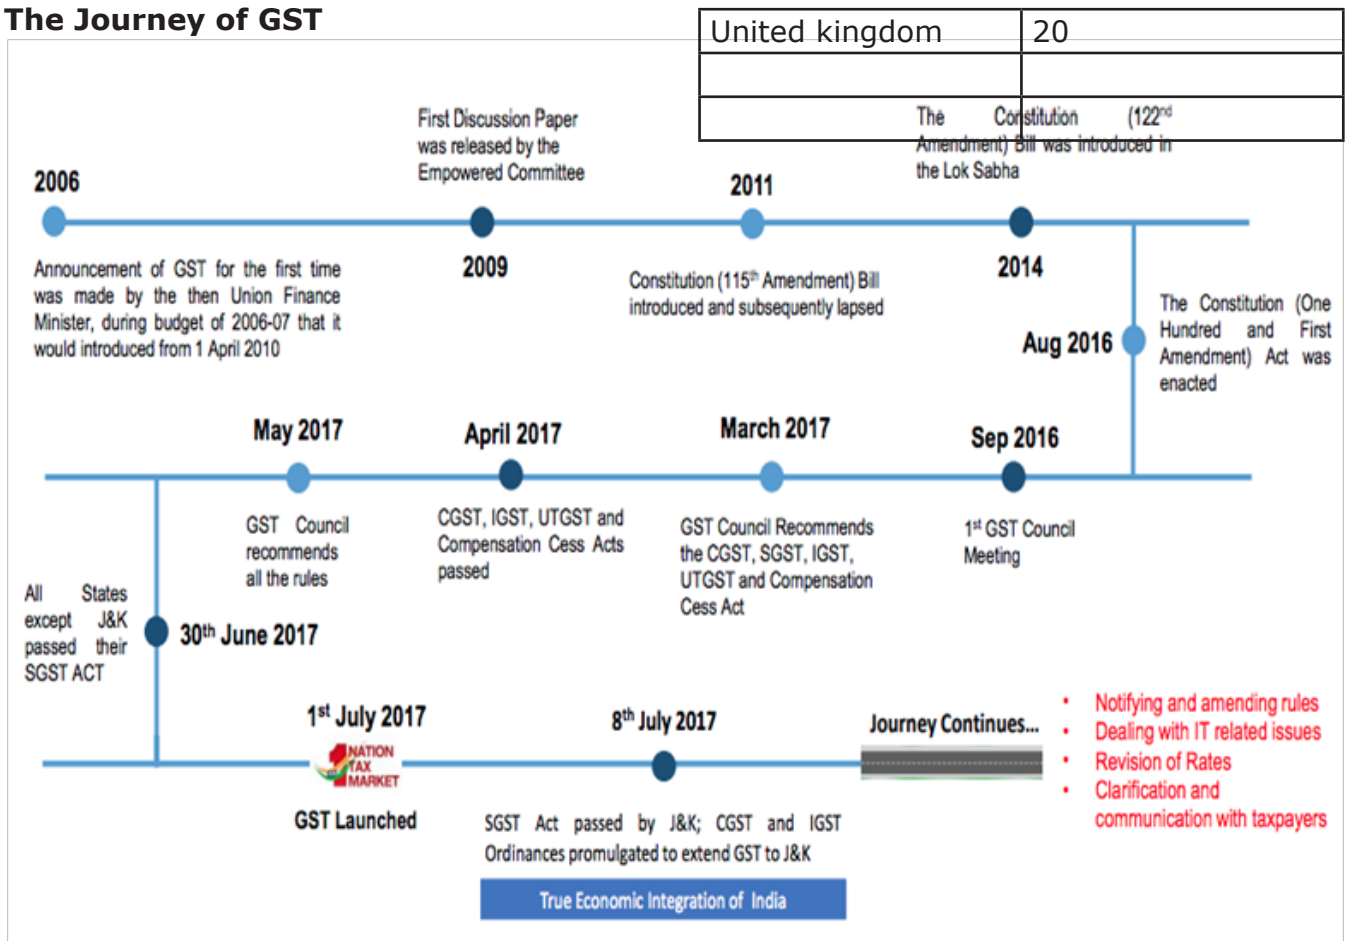 The Journey of GST
United kingdom 20
First Discussion Paper
was released by the
Empowered Committee
The Constitution (122nd
Amendment) Bill was introduced in
the Lok Sabha
2006
2011
Announcement of GST for the first time
was made by the then Union Finance
Minister, during budget of 2006-07 that it
would introduced from 1 April 2010
2009
Constitution (115th Amendment) Bill
introduced and subsequently lapsed
2014
Aug 2016
The Constitution (One
Hundred and First
Amendment) Act was
enacted
May 2017
April 2017
March 2017
Sep 2016
GST Council
recommends
all the rules
CGST, IGST, UTGST and
Compensation Cess Acts
passed
GST Council Recommends
the CGST, SGST, IGST,
UTGST and Compensation
Cess Act
1st GST Council
Meeting
All States
except J&K
passed their
SGST ACT
30th June 2017
1st July 2017
NATION
TAX
MARKET
GST Launched
8th July 2017
SGST Act passed by J&K; CGST and IGST
Ordinances promulgated to extend GST to J&K
True Economic Integration of India
Journey Continues...
• Notifying and amending rules
• Dealing with IT related issues
• Revision of Rates
• Clarification and
communication with taxpayers